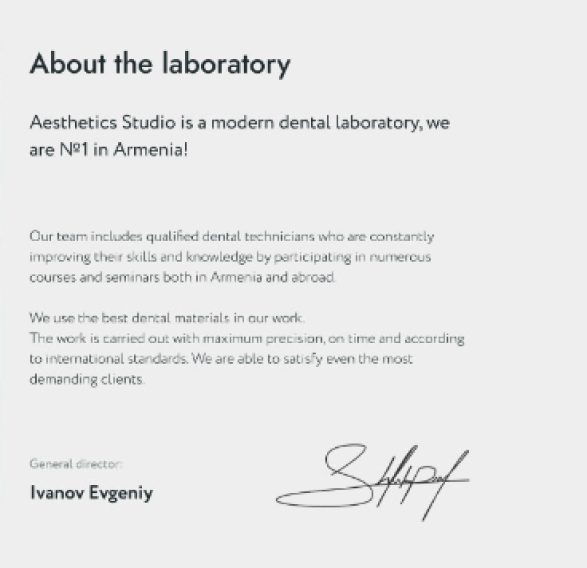 About the laboratory
Aesthetics Studio is a modern dental laboratory, we
are №1 in Armenia!
Our team includes qualified dental technicians who are constantly
improving their skills and knowledge by participating in numerous
courses and seminars both in Armenia and abroad.
We use the best dental materials in our work.
The work is carried out with maximum precision, on time and according
to international standards. We are able to satisfy even the most
demanding clients.
General director:
Ivanov Evgeniy